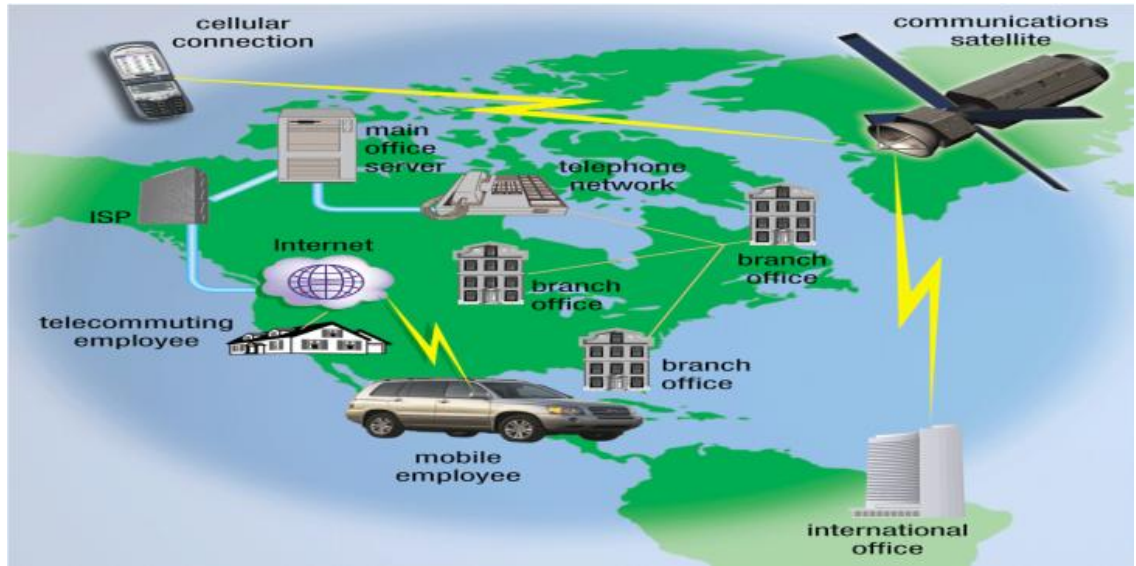 cellular
connection
communications
satellite
main
office
server
telephone
network
ISP
Internet
branch
office
branch
office
telecommuting
employee
branch
office
mobile
employee
international
office